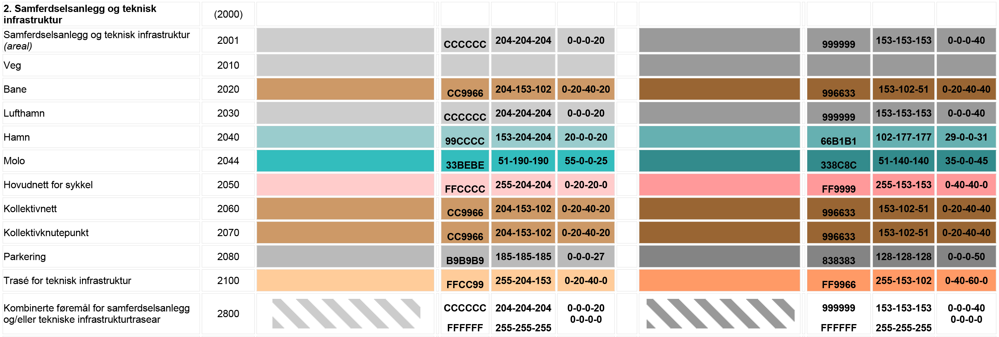 2. Samferdselsanlegg og teknisk
infrastruktur
(2000)
Samferdselsanlegg og teknisk infrastruktur
(areal)
2001 CCCCCC 204-204-204 0-0-0-20 999999 153-153-153 0-0-0-40
Veg 2010
Bane 2020 CC9966 204-153-102 0-20-40-20 996633 153-102-51 0-20-40-40
Lufthamn 2030 CCCCCC 204-204-204 0-0-0-20 999999 153-153-153 0-0-0-40
Hamn 2040 99CCCC 153-204-204 20-0-0-20 66B1B1 102-177-177 29-0-0-31
Molo 2044 33BEBE 51-190-190 55-0-0-25 338C8C 51-140-140 35-0-0-45
Hovudnett for sykkel 2050 FFCCCC 255-204-204 0-20-20-0 FF9999 255-153-153 0-40-40-0
Kollektivnett 2060 CC9966 204-153-102 0-20-40-20 996633 153-102-51 0-20-40-40
Kollektivknutepunkt 2070 CC9966 204-153-102 0-20-40-20 996633 153-102-51 0-20-40-40
Parkering 2080 B9B9B9 185-185-185 0-0-0-27 838383 128-128-128 0-0-0-50
Trasé for teknisk infrastruktur 2100 FFCC99 255-204-153 0-20-40-0 FF9966 255-153-102 0-40-60-0
Kombinerte føremål for samferdselsanlegg
og/eller tekniske infrastrukturtrasear
2800
CCCCCC 204-204-204 0-0-0-20 999999 153-153-153 0-0-0-40
0-0-0-0 0-0-0-0
FFFFFF 255-255-255 FFFFFF 255-255-255